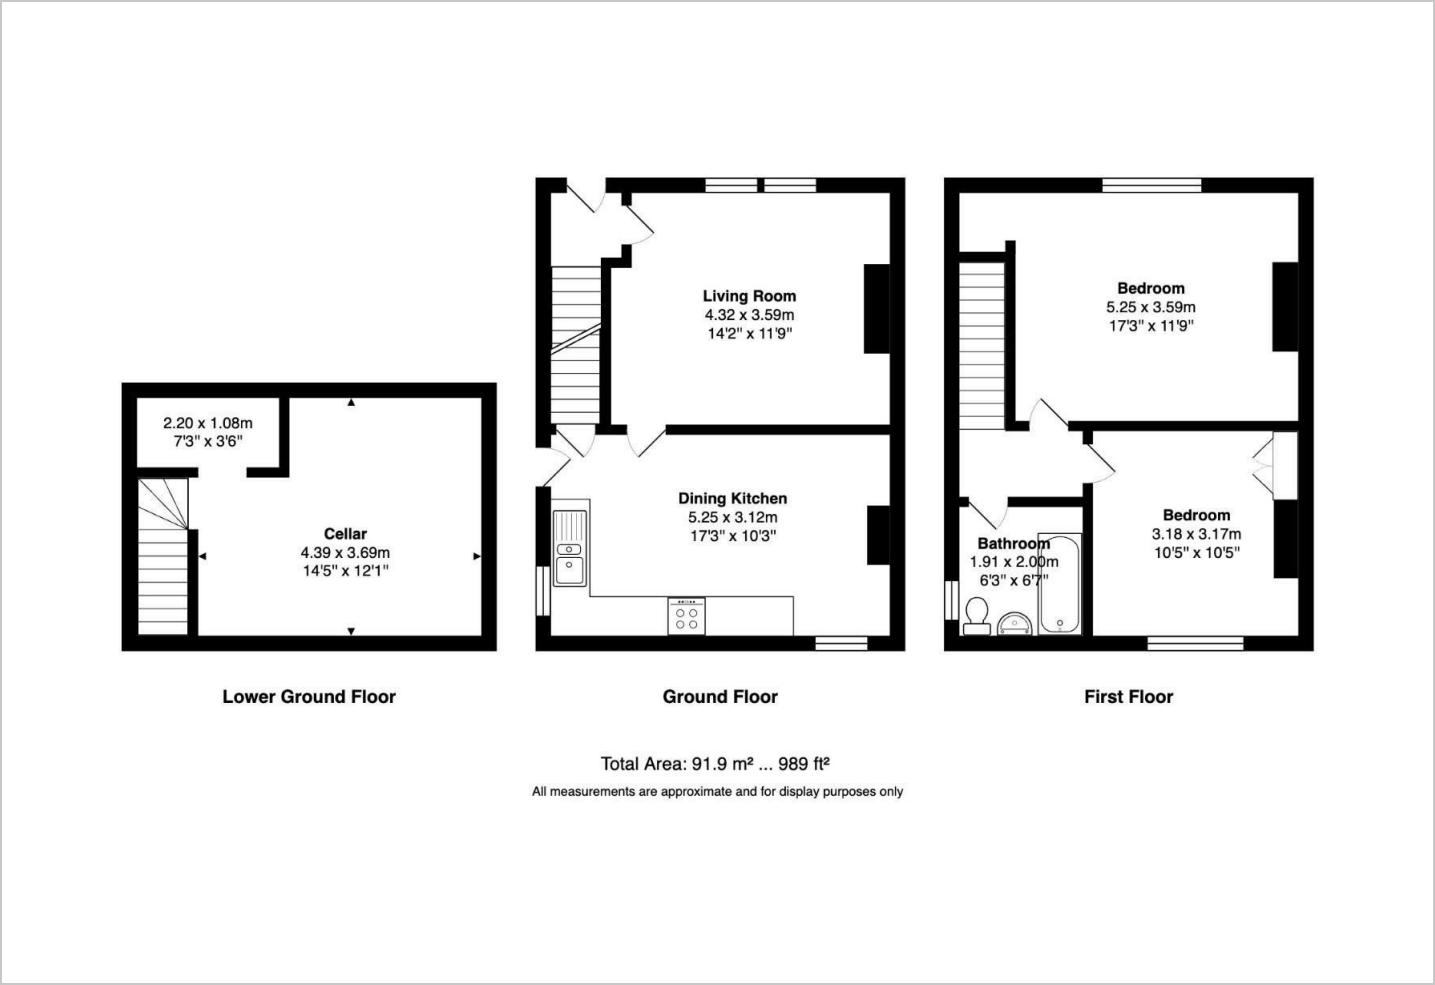 2.20 x 1.08m
7'3" x 3'6"
Cellar
4.39 x 3.69m
14'5" x 12'1"
Lower Ground Floor
Living Room
4.32 x 3.59m
14'2" x 11'9"
Dining Kitchen
5.25 x 3.12m
17'3" x 10'3"
Ground Floor
Bedroom
5.25 x 3.59m
17'3" x 11'9"
Bedroom
3.18 x 3.17m
10'5" x 10'5"
Bathroom
1.91 x 2.00m
6'3" x 6'7"
First Floor
Total Area: 91.9 m² ... 989 ft²
All measurements are approximate and for display purposes only